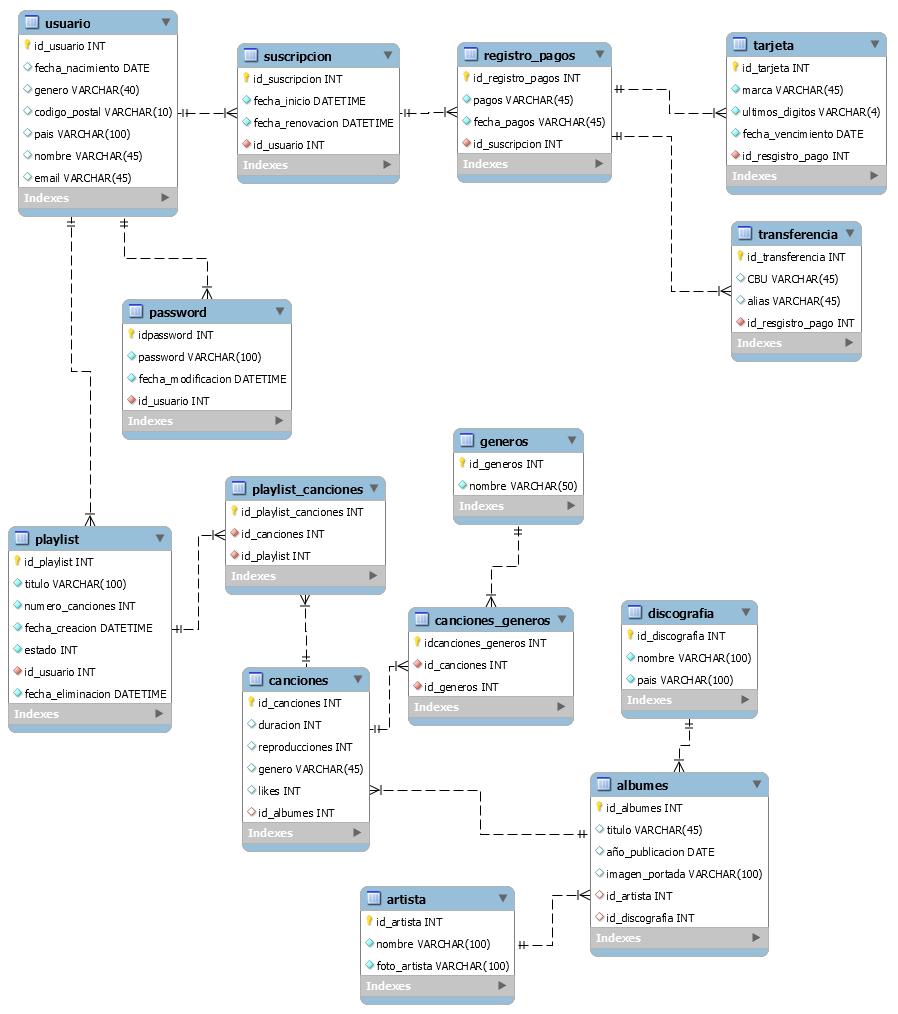 usuario
id_usuario INT
fecha_nacimiento DATE
genero VARCHAR(40)
codigo_postal VARCHAR(10)
pais VARCHAR(100)
nombre VARCHAR(45)
email VARCHAR(45)
Indexes
suscripcion
id_suscripcion INT
fecha_inicio DATETIME
fecha_renovacion DATETIME
id_usuario INT
Indexes
registro_pagos
id_registro_pagos INT
pagos VARCHAR(45)
fecha_pagos VARCHAR(45)
id_suscripcion INT
Indexes
tarjeta
id_tarjeta INT
marca VARCHAR(45)
ultimos_digitos VARCHAR(4)
fecha_vencimiento DATE
id_resgistro_pago INT
Indexes
transferencia
id_transferencia INT
CBU VARCHAR(45)
alias VARCHAR(45)
id_resgistro_pago INT
Indexes
password
idpassword INT
password VARCHAR(100)
fecha_modificacion DATETIME
id_usuario INT
Indexes
generos
id_generos INT
nombre VARCHAR(50)
Indexes
playlist_canciones
id_playlist_canciones INT
id_canciones INT
id_playlist INT
Indexes
playlist
id_playlist INT
titulo VARCHAR(100)
numero_canciones INT
fecha_creacion DATETIME
estado INT
id_usuario INT
fecha_eliminacion DATETIME
Indexes
canciones_generos
idcanciones_generos INT
id_canciones INT
id_generos INT
Indexes
discografia
id_discografia INT
nombre VARCHAR(100)
pais VARCHAR(100)
Indexes
canciones
id_canciones INT
duracion INT
reproducciones INT
genero VARCHAR(45)
likes INT
id_albumes INT
Indexes
albumes
id_albumes INT
titulo VARCHAR(45)
año_publicacion DATE
imagen_portada VARCHAR(100)
id_artista INT
id_discografia INT
Indexes
artista
id_artista INT
nombre VARCHAR(100)
foto_artista VARCHAR(100)
Indexes